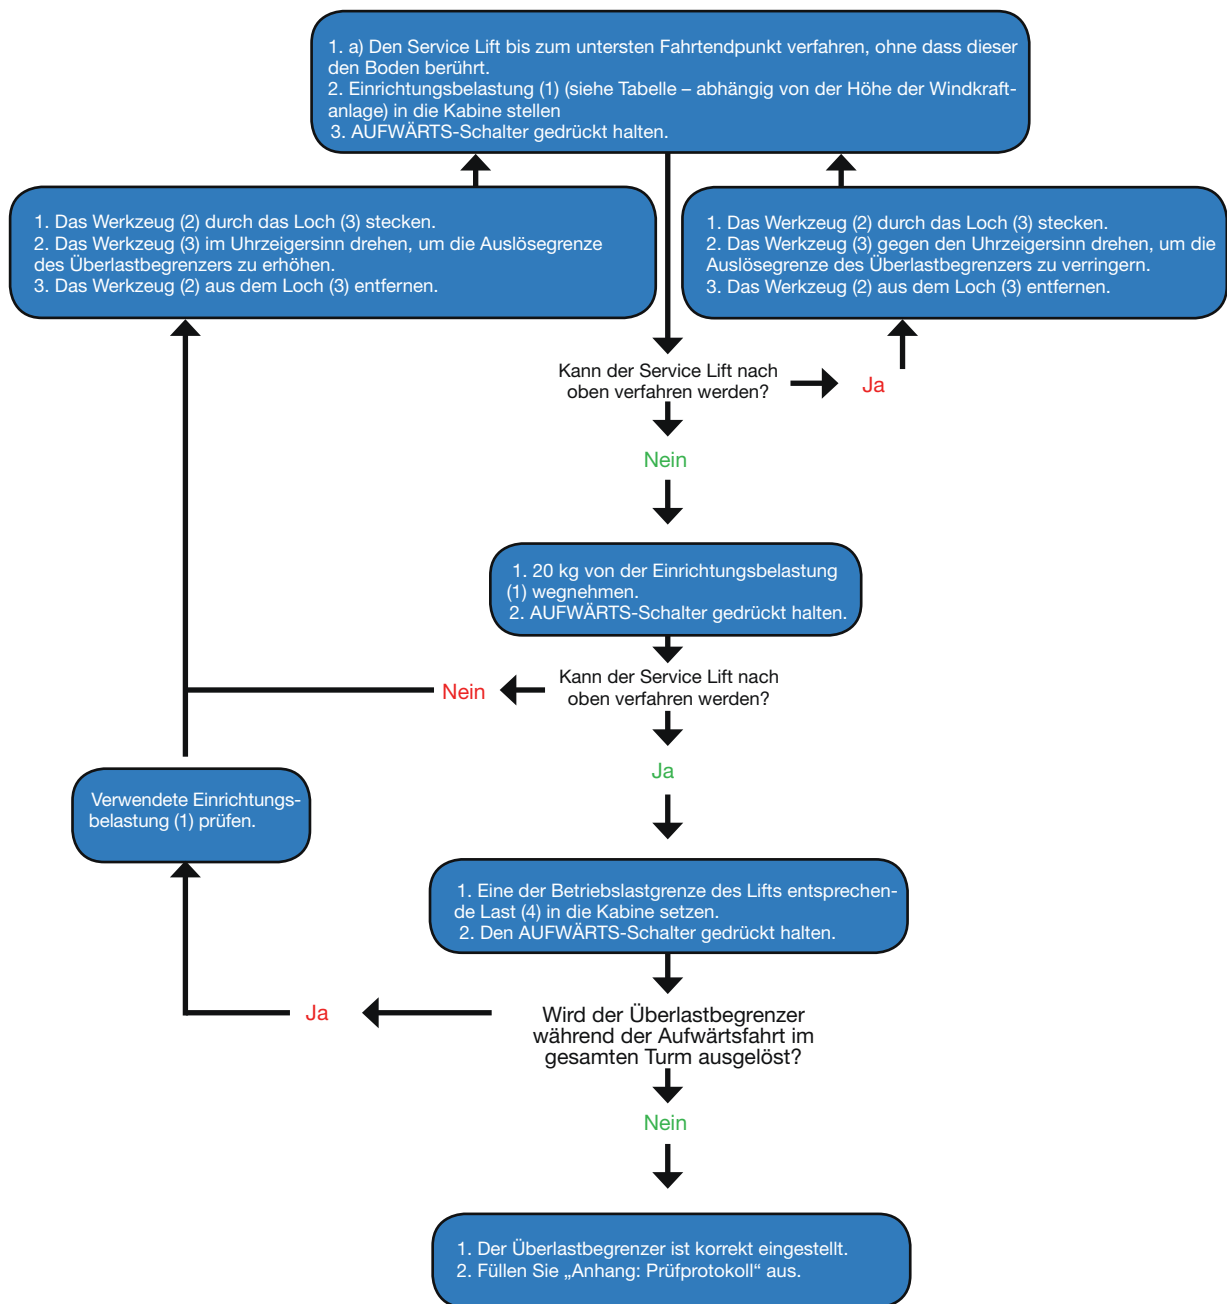 1. a) Den Service Lift bis zum untersten Fahrtendpunkt verfahren, ohne dass dieser
den Boden berührt.
2. Einrichtungsbelastung (1) (siehe Tabelle – abhängig von der Höhe der Windkraft-
anlage) in die Kabine stellen
3. AUFWÄRTS-Schalter gedrückt halten.
1. Das Werkzeug (2) durch das Loch (3) stecken.
2. Das Werkzeug (3) im Uhrzeigersinn drehen, um die Auslösegrenze
des Überlastbegrenzers zu erhöhen.
3. Das Werkzeug (2) aus dem Loch (3) entfernen.
1. Das Werkzeug (2) durch das Loch (3) stecken.
2. Das Werkzeug (3) gegen den Uhrzeigersinn drehen, um die
Auslösegrenze des Überlastbegrenzers zu verringern.
3. Das Werkzeug (2) aus dem Loch (3) entfernen.
Kann der Service Lift nach
oben verfahren werden?
Ja
Nein
1. 20 kg von der Einrichtungsbelastung
(1) wegnehmen.
2. AUFWÄRTS-Schalter gedrückt halten.
Kann der Service Lift nach
oben verfahren werden?
Nein
Ja
Verwendete Einrichtungs-
belastung (1) prüfen.
1. Eine der Betriebslastgrenze des Lifts entsprechen-
de Last (4) in die Kabine setzen.
2. Den AUFWÄRTS-Schalter gedrückt halten.
Wird der Überlastbegrenzer
während der Aufwärtsfahrt im
gesamten Turm ausgelöst?
Ja
Nein
1. Der Überlastbegrenzer ist korrekt eingestellt.
2. Füllen Sie „Anhang: Prüfprotokoll“ aus.